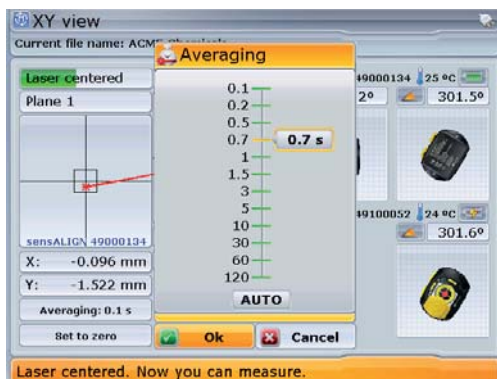 XY view
Current file name: ACME Chemicals
Averaging
Laser centered
49000134 25 ºC
Plane 1
2º 301.5º
0.1
0.2
0.5
0.7 0.7 s
1
1.5
3
5
10
30
60
120
49100052 24 ºC
301.6º
sensALIGN 49000134
X: -0.096 mm
Y: -1.522 mm
Averaging: 0.1 s
AUTO
Set to zero
Ok Cancel
Laser centered. Now you can measure.